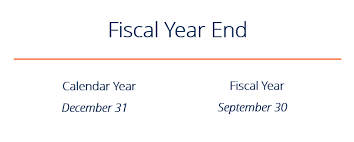 Fiscal Year End
Calendar Year
December 31
Fiscal Year
September 30